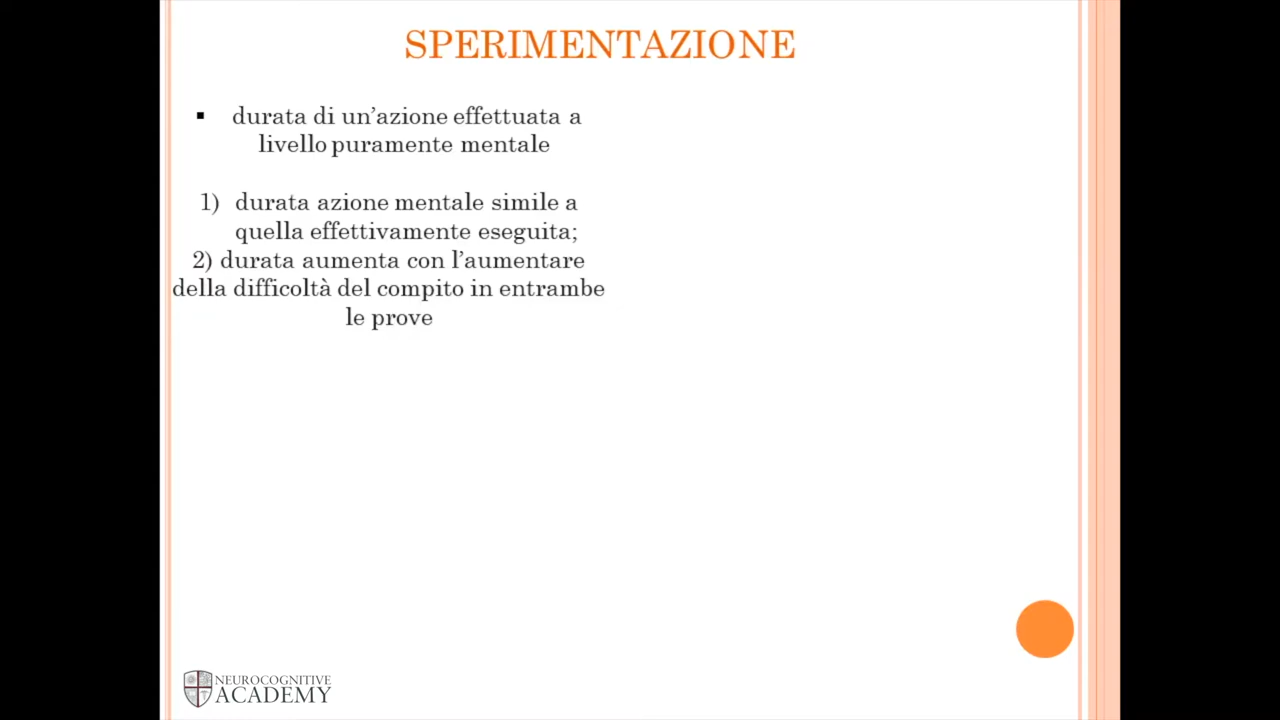 SPERIMENTAZIONE
▪ durata di un’azione effettuata a
livello puramente mentale
1) durata azione mentale simile a
quella effettivamente eseguita;
2) durata aumenta con l’aumentare
della difficoltà del compito in entrambe
le prove
NEUROCOGNITIVE
ACADEMY